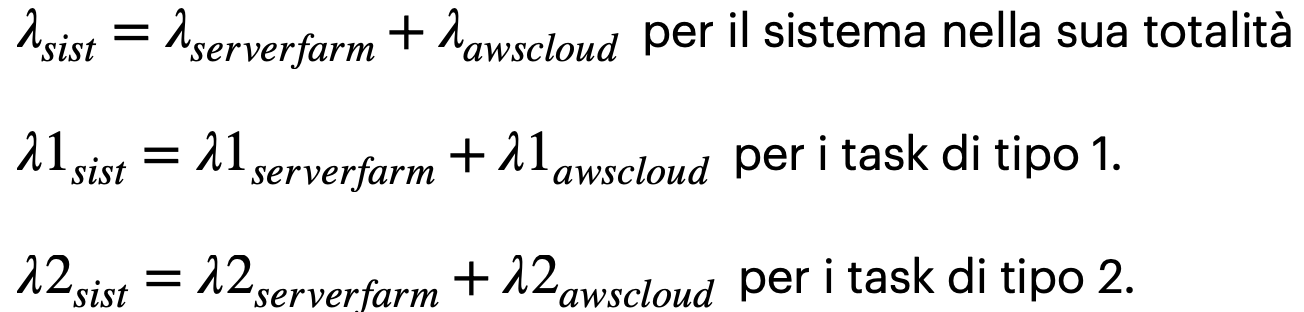 λ_sist = λ_serverfarm + λ_awscloud per il sistema nella sua totalità
λ1_sist = λ1_serverfarm + λ1_awscloud per i task di tipo 1.
λ2_sist = λ2_serverfarm + λ2_awscloud per i task di tipo 2.